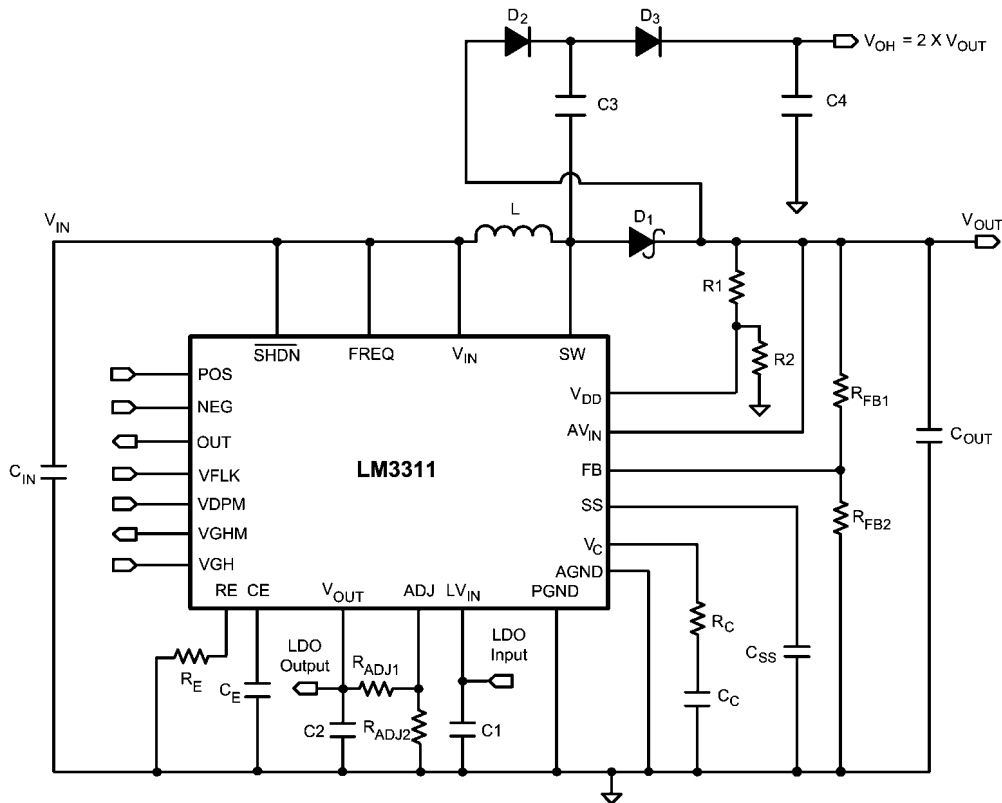 D2
D3
VOH = 2 X VOUT
C3
C4
VIN
L
D1
VOUT
R1
SHDN
FREQ
VIN
SW
R2
POS
VDD
NEG
RFB1
AVIN
OUT
COUT
CIN
VFLK
LM3311
FB
VDPM
SS
RFB2
VGHM
VC
VGH
AGND
RE
CE
VOUT
ADJ
LVIN
PGND
RC
LDO
Output
LDO
Input
RADJ1
CSS
RE
CE
CC
C2
RADJ2
C1